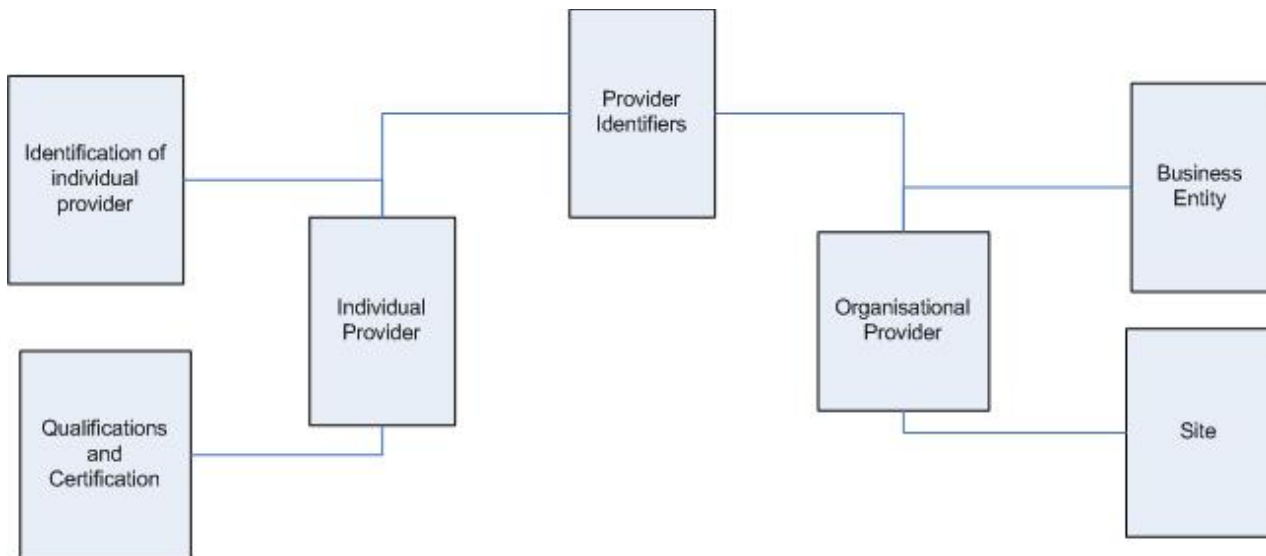 Provider
Identifiers
Identification of
individual
provider
Business
Entity
Individual
Provider
Organisational
Provider
Qualifications
and
Certification
Site